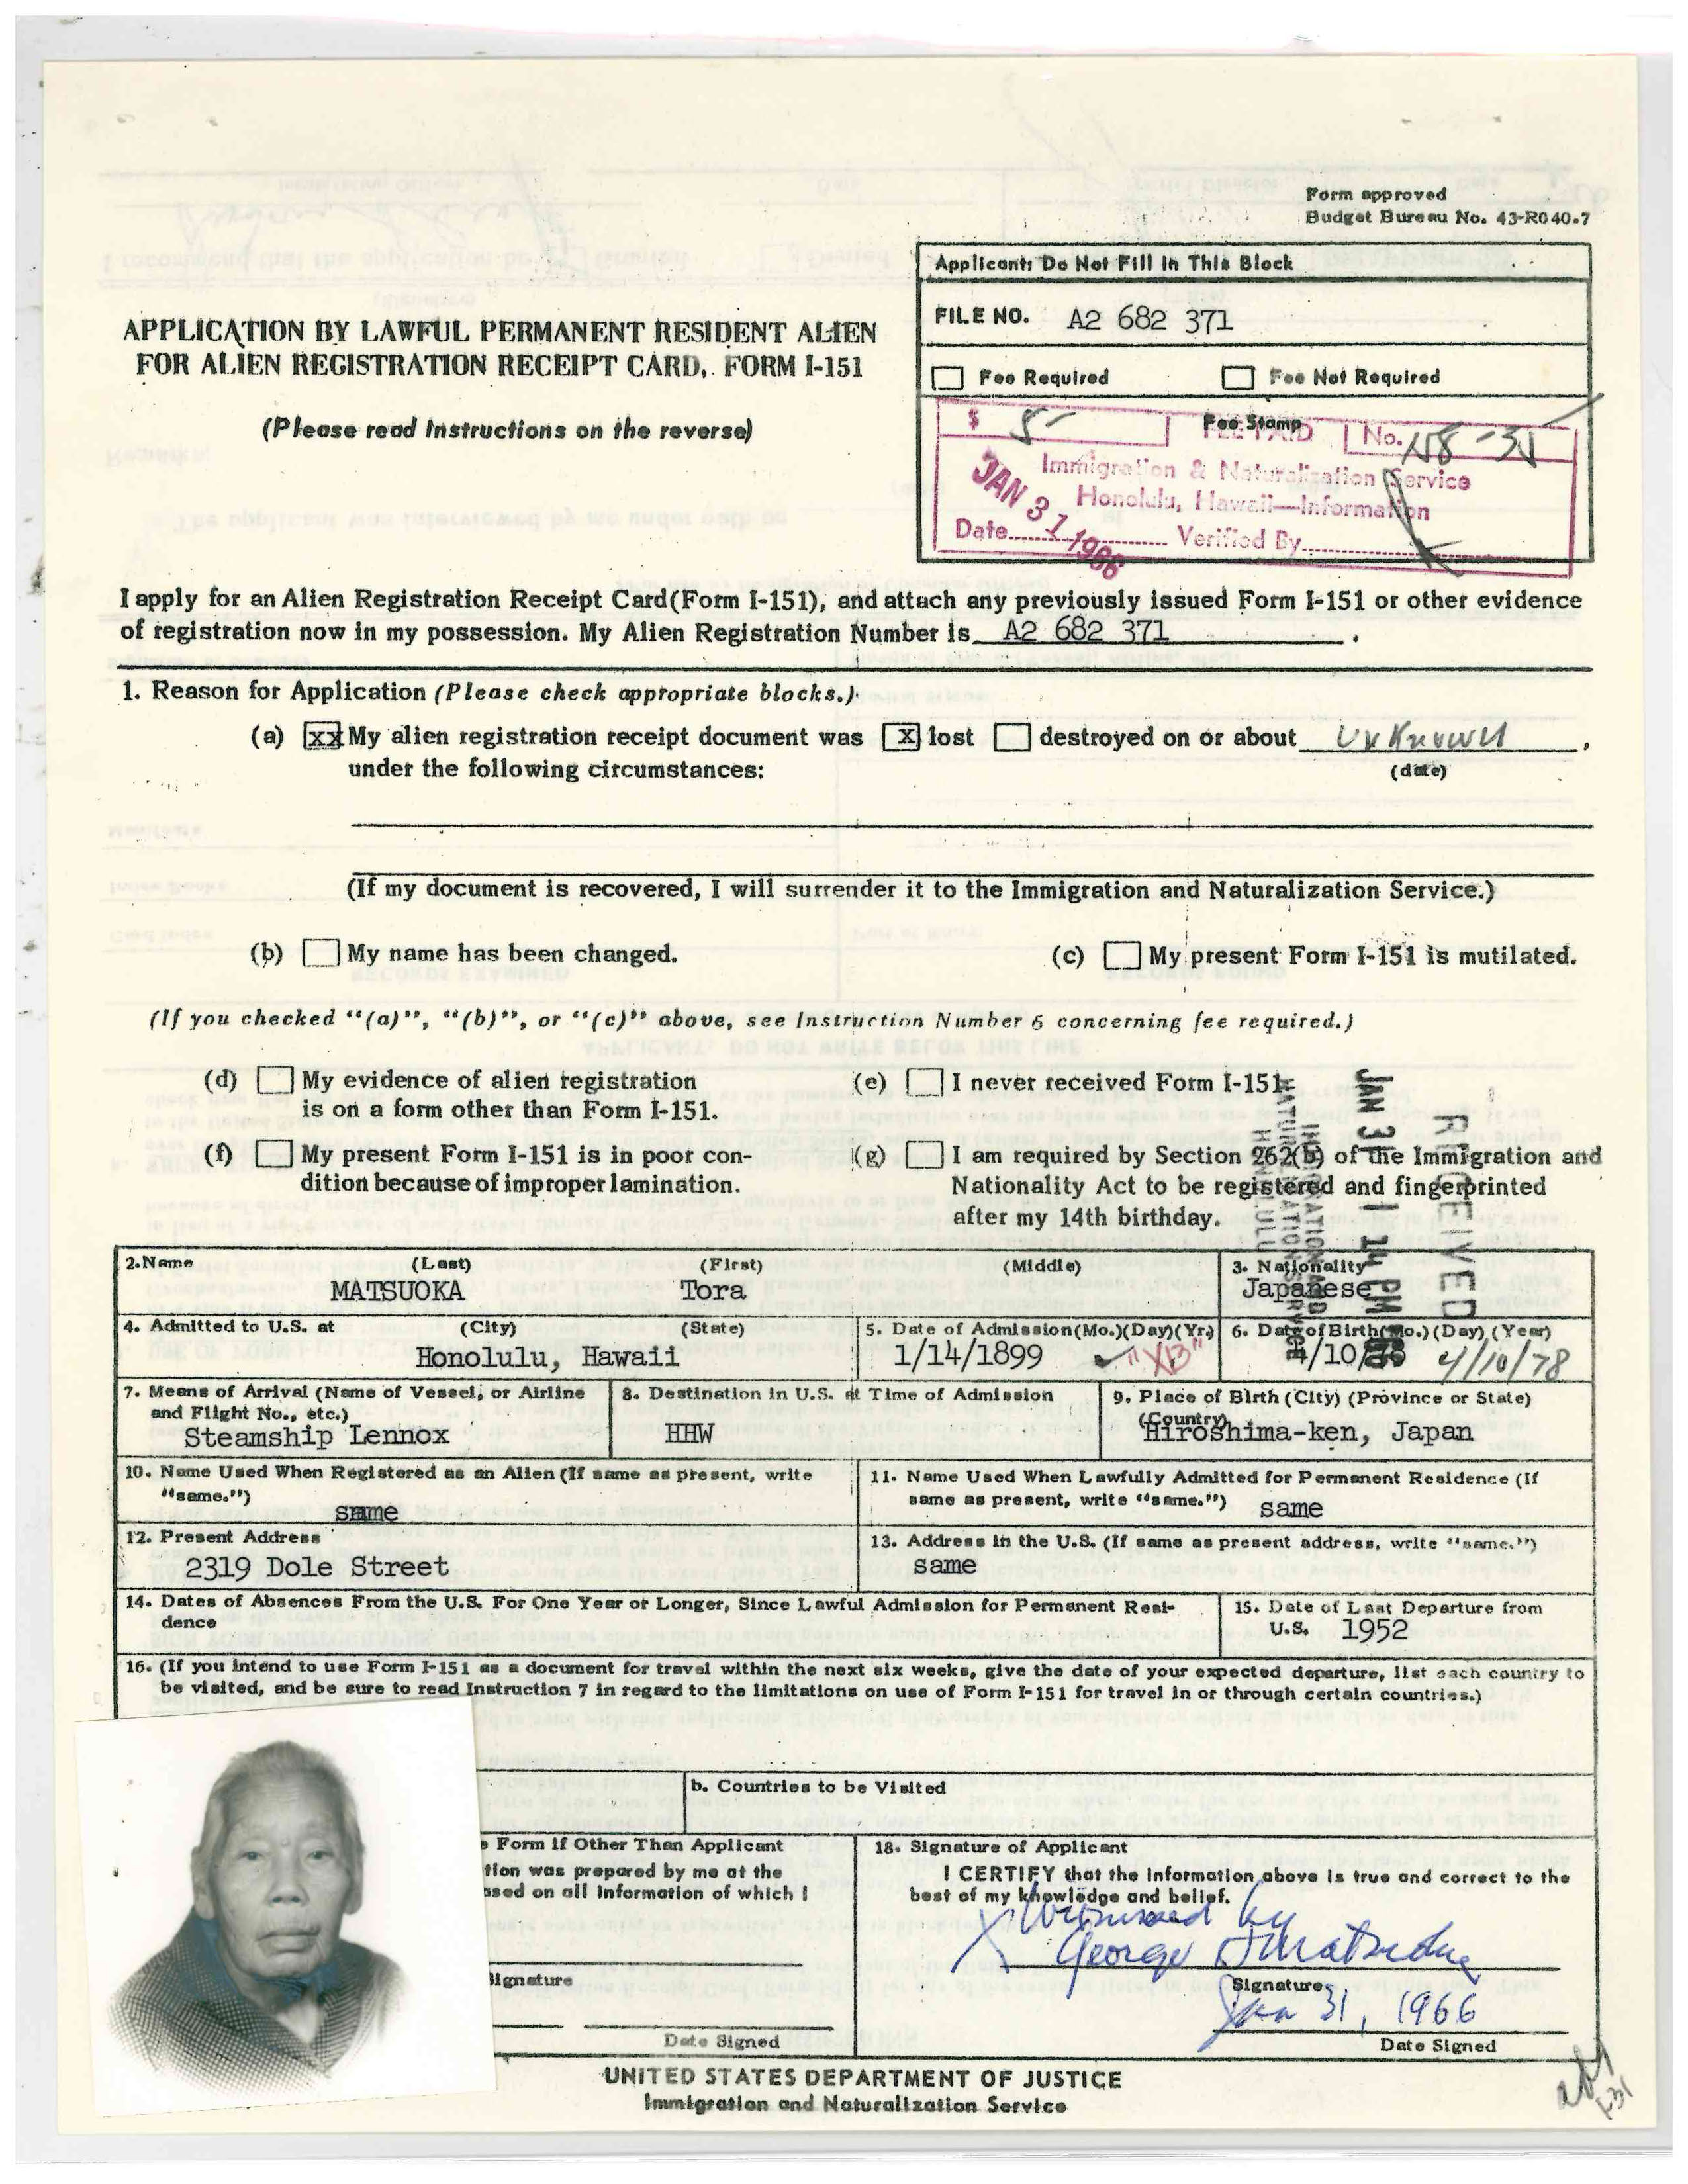 Form approved
Budget Bureau No. 43-R040.7
Applicant: Do Not Fill In This Block
FILE NO. A2 682 371
Fee Required Fee Not Required
Fee Stamp
$ 5- FEE PAID No.
Immigration & Naturalization Service
Honolulu, Hawaii—Information
JAN 31 1966
Date Verified By
APPLICATION BY LAWFUL PERMANENT RESIDENT ALIEN
FOR ALIEN REGISTRATION RECEIPT CARD, FORM I-151
(Please read Instructions on the reverse)
I apply for an Alien Registration Receipt Card(Form I-151), and attach any previously issued Form I-151 or other evidence
of registration now in my possession. My Alien Registration Number is A2 682 371 .
1. Reason for Application (Please check appropriate blocks.)
(a) xx My alien registration receipt document was X lost destroyed on or about Unknown ,
under the following circumstances: (date)
(If my document is recovered, I will surrender it to the Immigration and Naturalization Service.)
(b) My name has been changed. (c) My present Form I-151 is mutilated.
(If you checked "(a)", "(b)", or "(c)" above, see Instruction Number 6 concerning fee required.)
(d) My evidence of alien registration
is on a form other than Form I-151.
(e) I never received Form I-151.
(f) My present Form I-151 is in poor con-
dition because of improper lamination.
(g) I am required by Section 262(b) of the Immigration and
Nationality Act to be registered and fingerprinted
after my 14th birthday.
RECEIVED
JAN 31 1 14 PM
IMMIGRATION AND
NATURALIZATION SERVICE
HONOLULU
2. Name (Last) (First) (Middle)
MATSUOKA Tora
3. Nationality
Japanese
4. Admitted to U.S. at (City) (State)
Honolulu, Hawaii
5. Date of Admission(Mo.)(Day)(Yr.)
1/14/1899 "XB"
6. Date of Birth(Mo.) (Day) (Year)
4/10/ 4/10/78
7. Means of Arrival (Name of Vessel, or Airline
and Flight No., etc.)
Steamship Lennox
8. Destination in U.S. at Time of Admission
HHW
9. Place of Birth (City) (Province or State)
(Country)
Hiroshima-ken, Japan
10. Name Used When Registered as an Alien (If same as present, write
"same.")
same
11. Name Used When Lawfully Admitted for Permanent Residence (If
same as present, write "same.") same
12. Present Address
2319 Dole Street
13. Address in the U.S. (If same as present address, write "same.")
same
14. Dates of Absences From the U.S. For One Year or Longer, Since Lawful Admission for Permanent Resi-
dence
15. Date of Last Departure from
U.S. 1952
16. (If you intend to use Form I-151 as a document for travel within the next six weeks, give the date of your expected departure, list each country to
be visited, and be sure to read Instruction 7 in regard to the limitations on use of Form I-151 for travel in or through certain countries.)
b. Countries to be Visited
Form if Other Than Applicant
tion was prepared by me at the
ased on all information of which I
Signature
Date Signed
18. Signature of Applicant
I CERTIFY that the information above is true and correct to the
best of my knowledge and belief.
X Witnessed by
George Matsuoka
Signature
Jan 31, 1966
Date Signed
UNITED STATES DEPARTMENT OF JUSTICE
Immigration and Naturalization Service